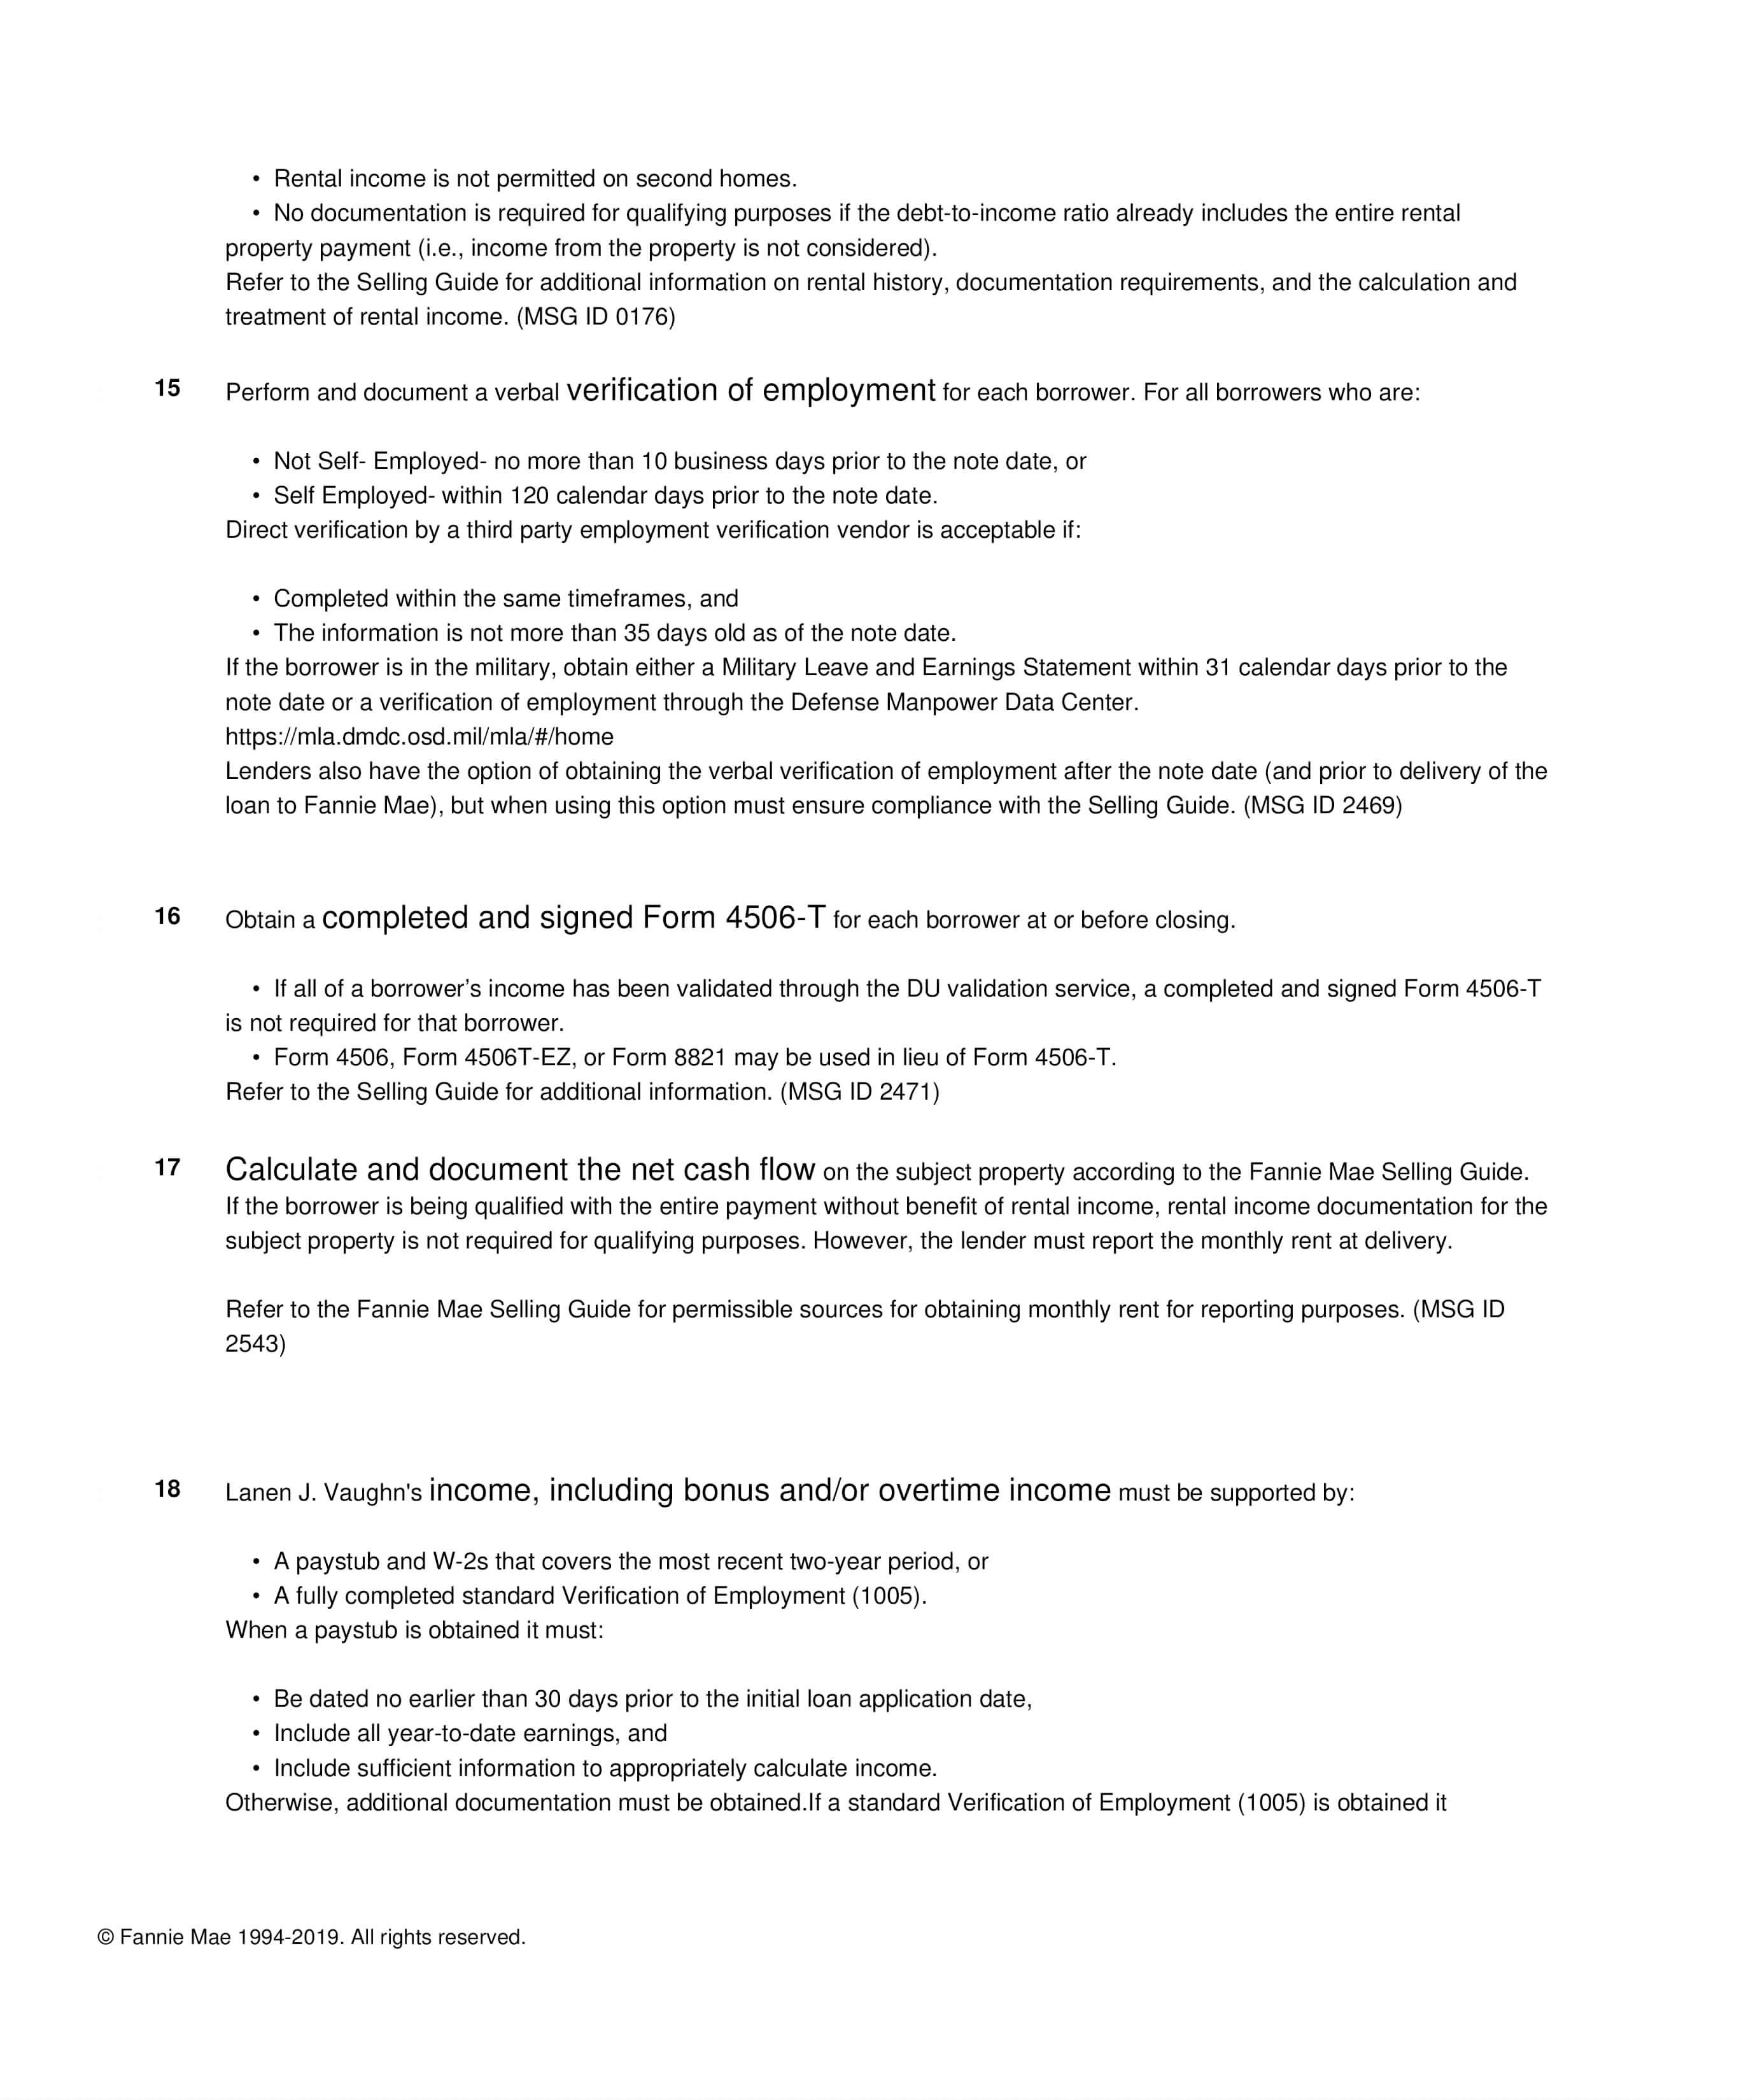 • Rental income is not permitted on second homes.
• No documentation is required for qualifying purposes if the debt-to-income ratio already includes the entire rental
property payment (i.e., income from the property is not considered).
Refer to the Selling Guide for additional information on rental history, documentation requirements, and the calculation and
treatment of rental income. (MSG ID 0176)
15 Perform and document a verbal verification of employment for each borrower. For all borrowers who are:
• Not Self- Employed- no more than 10 business days prior to the note date, or
• Self Employed- within 120 calendar days prior to the note date.
Direct verification by a third party employment verification vendor is acceptable if:
• Completed within the same timeframes, and
• The information is not more than 35 days old as of the note date.
If the borrower is in the military, obtain either a Military Leave and Earnings Statement within 31 calendar days prior to the
note date or a verification of employment through the Defense Manpower Data Center.
https://mla.dmdc.osd.mil/mla/#/home
Lenders also have the option of obtaining the verbal verification of employment after the note date (and prior to delivery of the
loan to Fannie Mae), but when using this option must ensure compliance with the Selling Guide. (MSG ID 2469)
16 Obtain a completed and signed Form 4506-T for each borrower at or before closing.
• If all of a borrower’s income has been validated through the DU validation service, a completed and signed Form 4506-T
is not required for that borrower.
• Form 4506, Form 4506T-EZ, or Form 8821 may be used in lieu of Form 4506-T.
Refer to the Selling Guide for additional information. (MSG ID 2471)
17 Calculate and document the net cash flow on the subject property according to the Fannie Mae Selling Guide.
If the borrower is being qualified with the entire payment without benefit of rental income, rental income documentation for the
subject property is not required for qualifying purposes. However, the lender must report the monthly rent at delivery.
Refer to the Fannie Mae Selling Guide for permissible sources for obtaining monthly rent for reporting purposes. (MSG ID
2543)
18 Lanen J. Vaughn's income, including bonus and/or overtime income must be supported by:
• A paystub and W-2s that covers the most recent two-year period, or
• A fully completed standard Verification of Employment (1005).
When a paystub is obtained it must:
• Be dated no earlier than 30 days prior to the initial loan application date,
• Include all year-to-date earnings, and
• Include sufficient information to appropriately calculate income.
Otherwise, additional documentation must be obtained.If a standard Verification of Employment (1005) is obtained it
© Fannie Mae 1994-2019. All rights reserved.